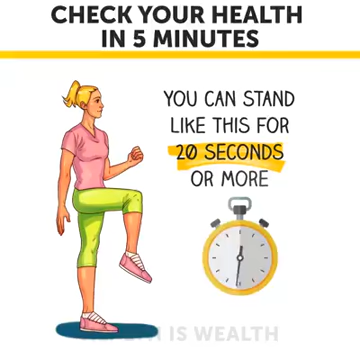 CHECK YOUR HEALTH
IN 5 MINUTES
YOU CAN STAND
LIKE THIS FOR
20 SECONDS
OR MORE
IS WEALTH